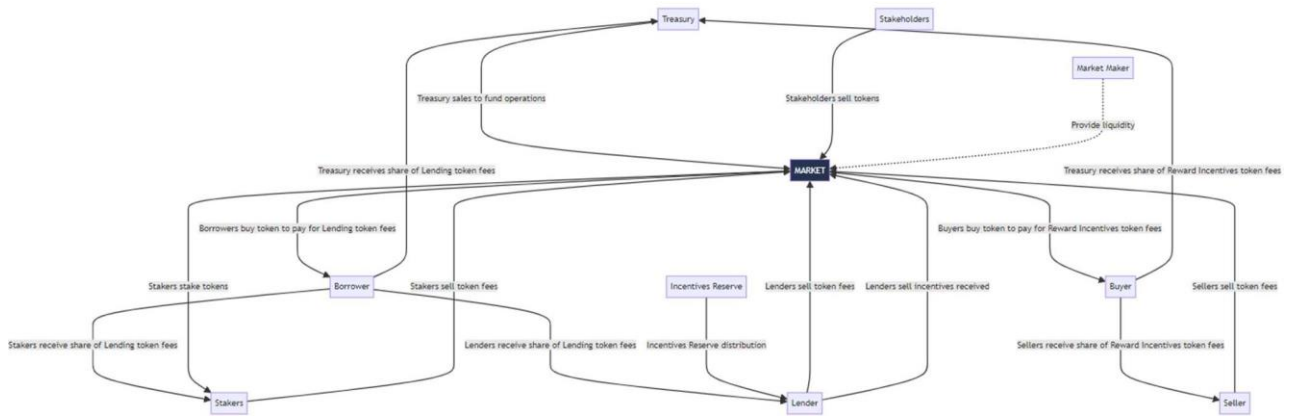 Treasury
Stakeholders
Market Maker
Treasury sales to fund operations
Stakeholders sell tokens
Provide liquidity
MARKET
Treasury receives share of Lending token fees
Treasury receives share of Reward Incentives token fees
Borrowers buy token to pay for Lending token fees
Buyers buy token to pay for Reward Incentives token fees
Stakers stake tokens
Borrower
Stakers sell token fees
Incentives Reserve
Lenders sell token fees
Lenders sell incentives received
Buyer
Sellers sell token fees
Stakers receive share of Lending token fees
Lenders receive share of Lending token fees
Incentives Reserve distribution
Sellers receive share of Reward Incentives token fees
Stakers
Lender
Seller